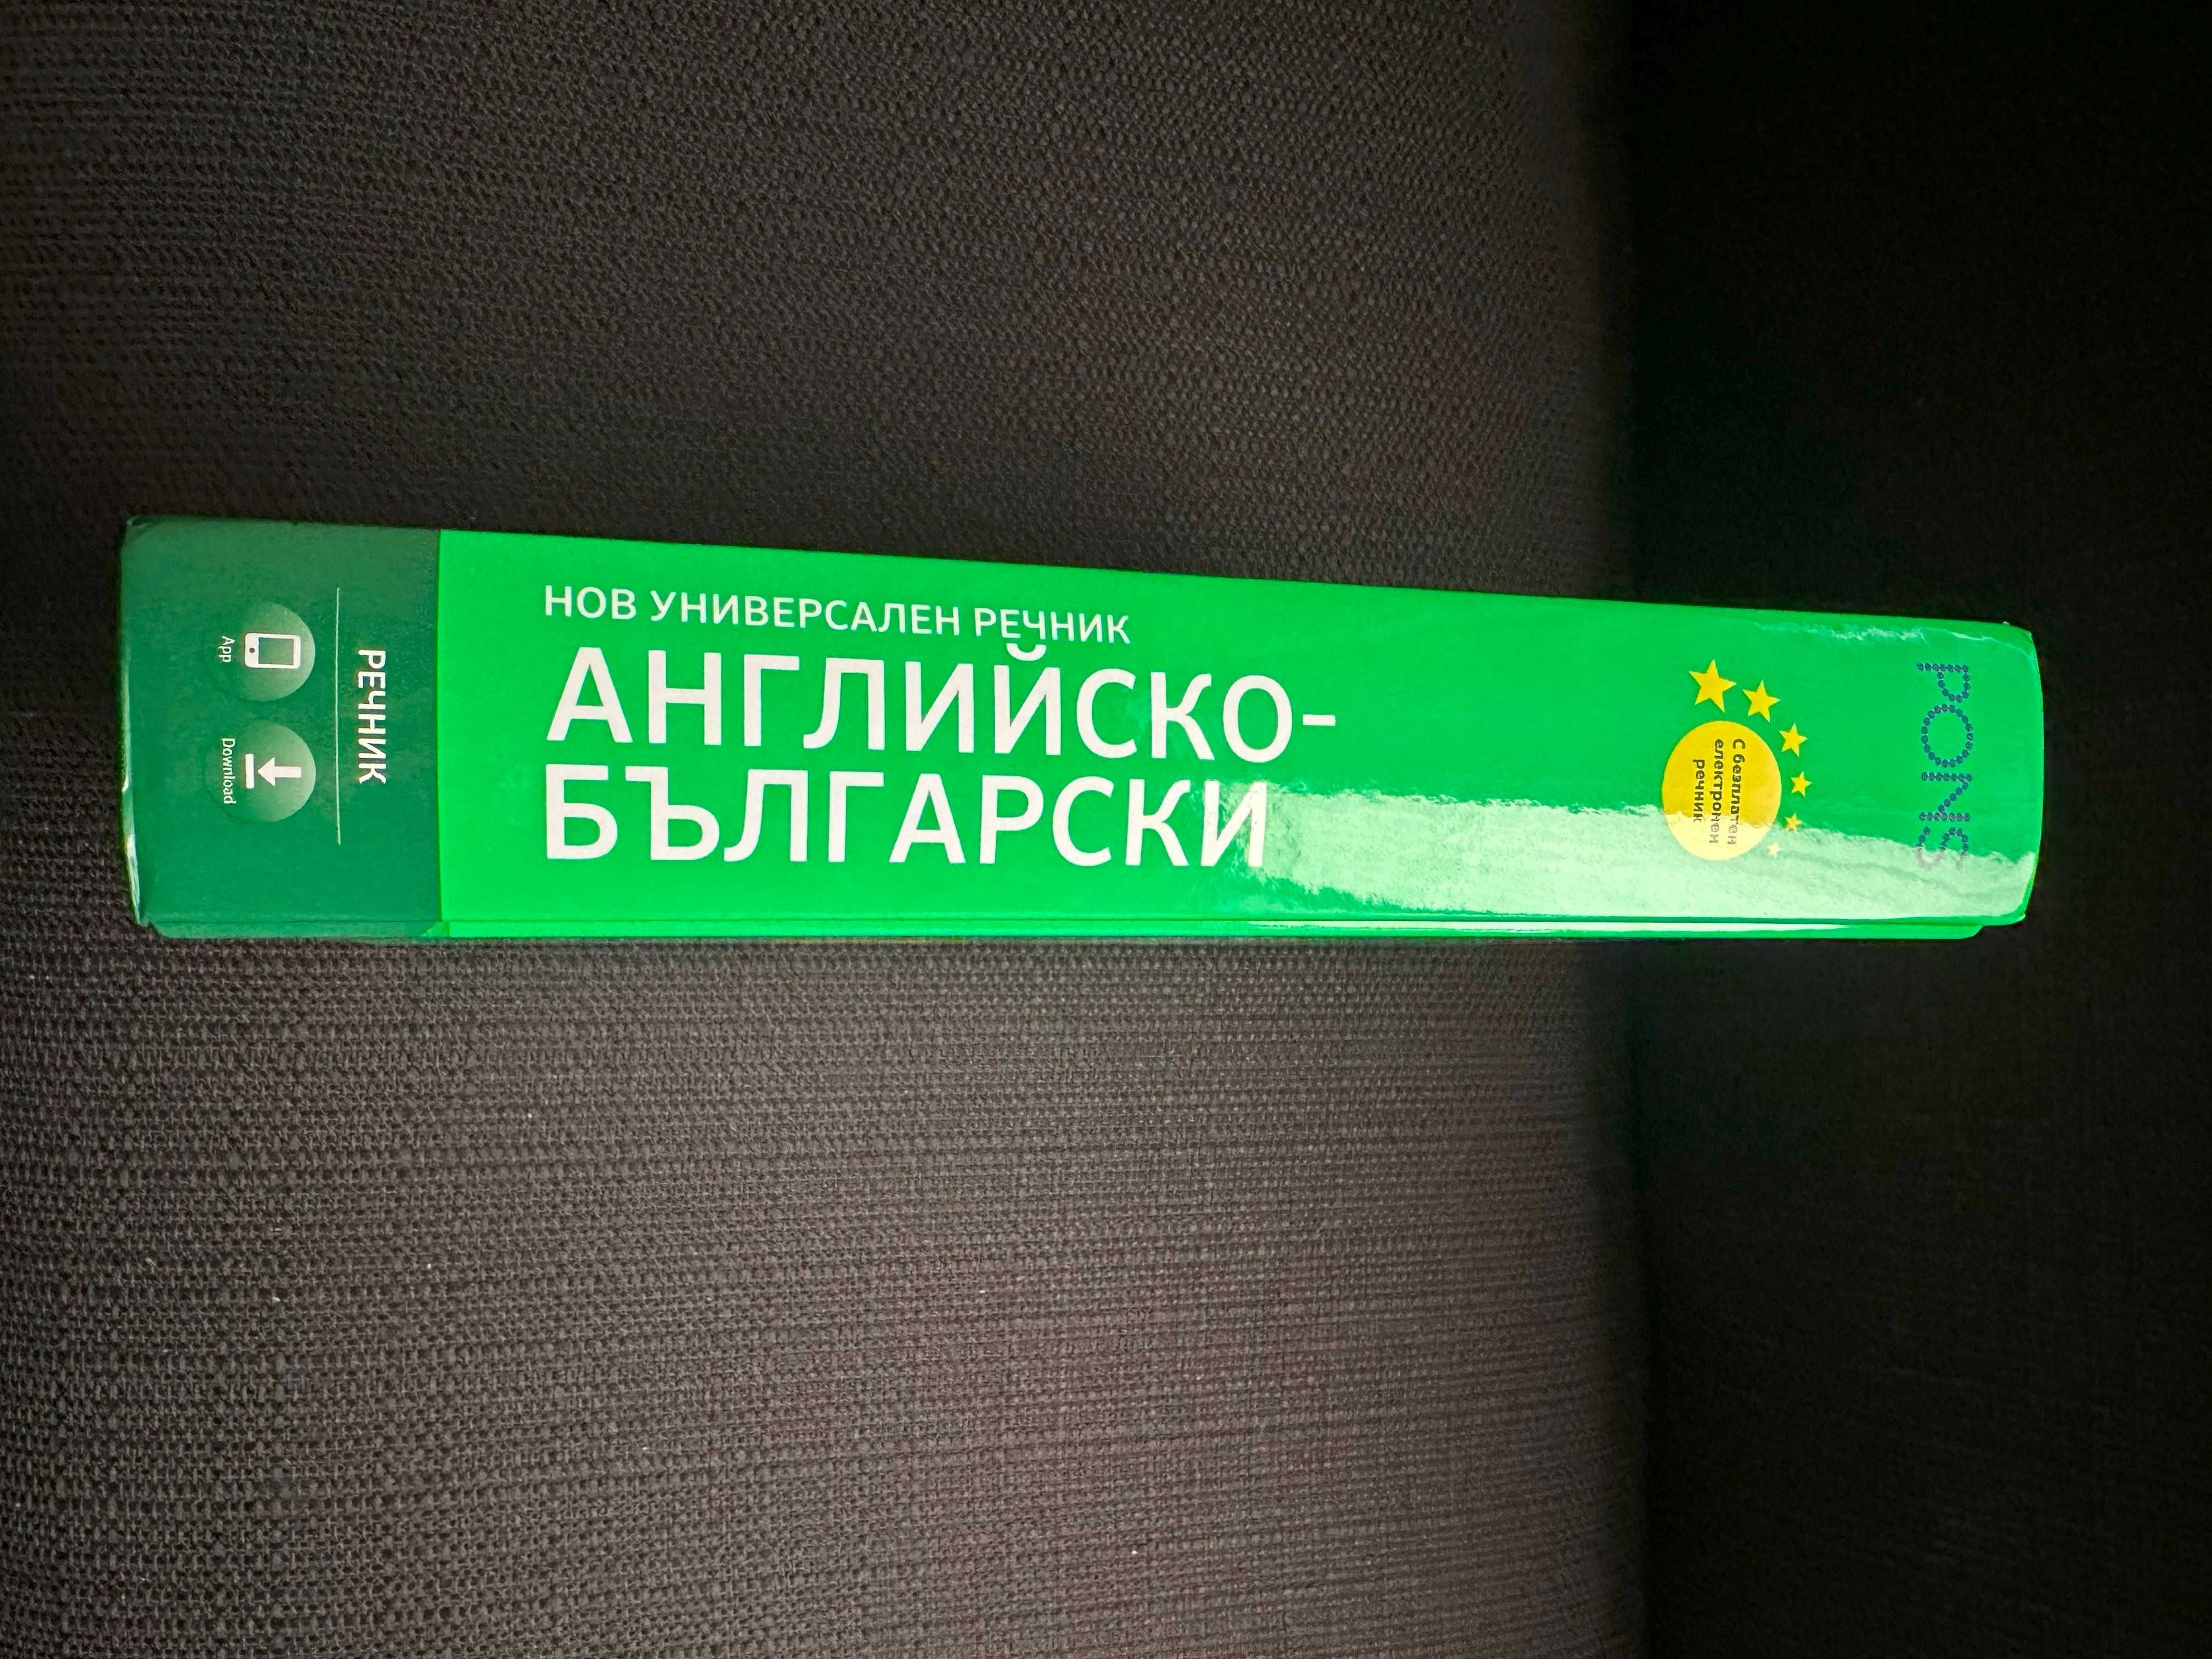 РЕЧНИК
App
Download
НОВ УНИВЕРСАЛЕН РЕЧНИК
АНГЛИЙСКО-
БЪЛГАРСКИ
С безплатен
електронен
речник
PONS